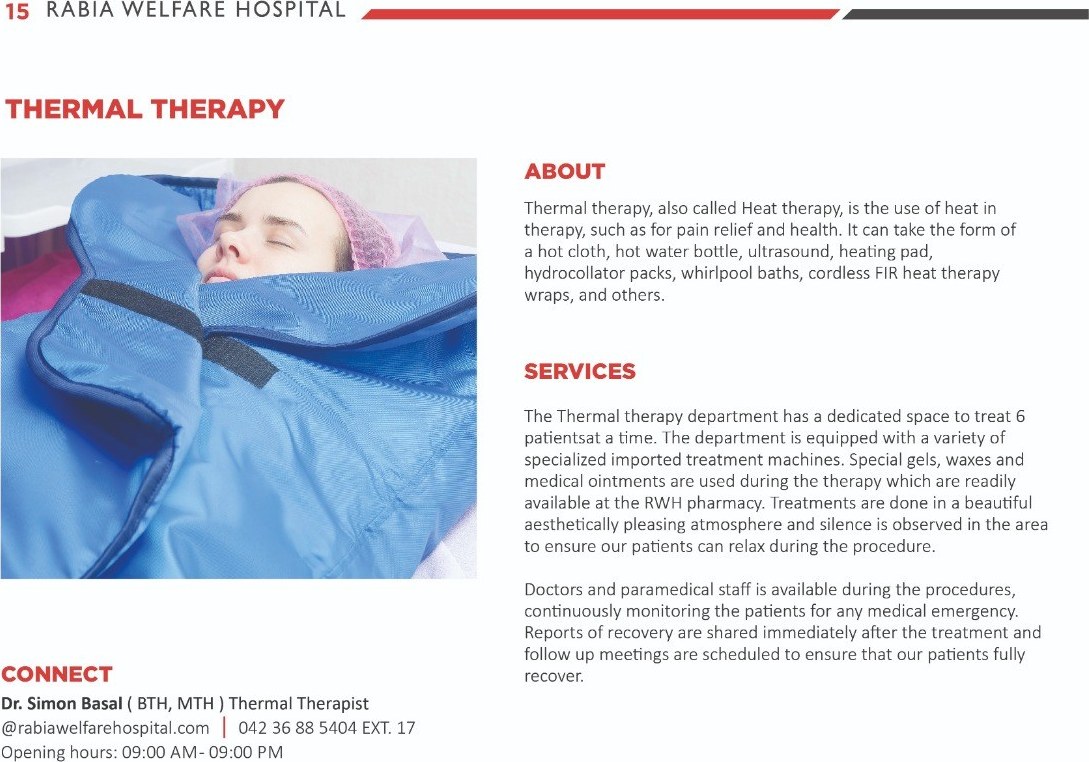 15 RABIA WELFARE HOSPITAL
THERMAL THERAPY
ABOUT
Thermal therapy, also called Heat therapy, is the use of heat in
therapy, such as for pain relief and health. It can take the form of
a hot cloth, hot water bottle, ultrasound, heating pad,
hydrocollator packs, whirlpool baths, cordless FIR heat therapy
wraps, and others.
SERVICES
The Thermal therapy department has a dedicated space to treat 6
patientsat a time. The department is equipped with a variety of
specialized imported treatment machines. Special gels, waxes and
medical ointments are used during the therapy which are readily
available at the RWH pharmacy. Treatments are done in a beautiful
aesthetically pleasing atmosphere and silence is observed in the area
to ensure our patients can relax during the procedure.
Doctors and paramedical staff is available during the procedures,
continuously monitoring the patients for any medical emergency.
Reports of recovery are shared immediately after the treatment and
follow up meetings are scheduled to ensure that our patients fully
recover.
CONNECT
Dr. Simon Basal ( BTH, MTH ) Thermal Therapist
@rabiawelfarehospital.com | 042 36 88 5404 EXT. 17
Opening hours: 09:00 AM- 09:00 PM